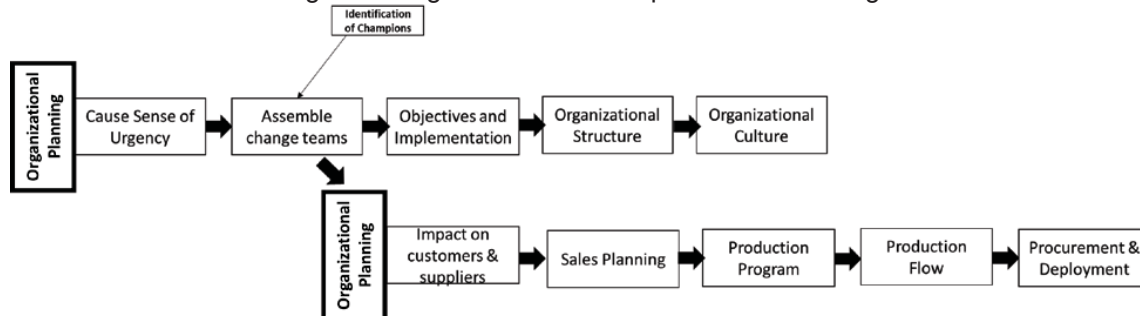 Identification
of Champions
Organizational
Planning
Cause Sense of
Urgency
Assemble
change teams
Objectives and
Implementation
Organizational
Structure
Organizational
Culture
Organizational
Planning
Impact on
customers &
suppliers
Sales Planning
Production
Program
Production
Flow
Procurement &
Deployment